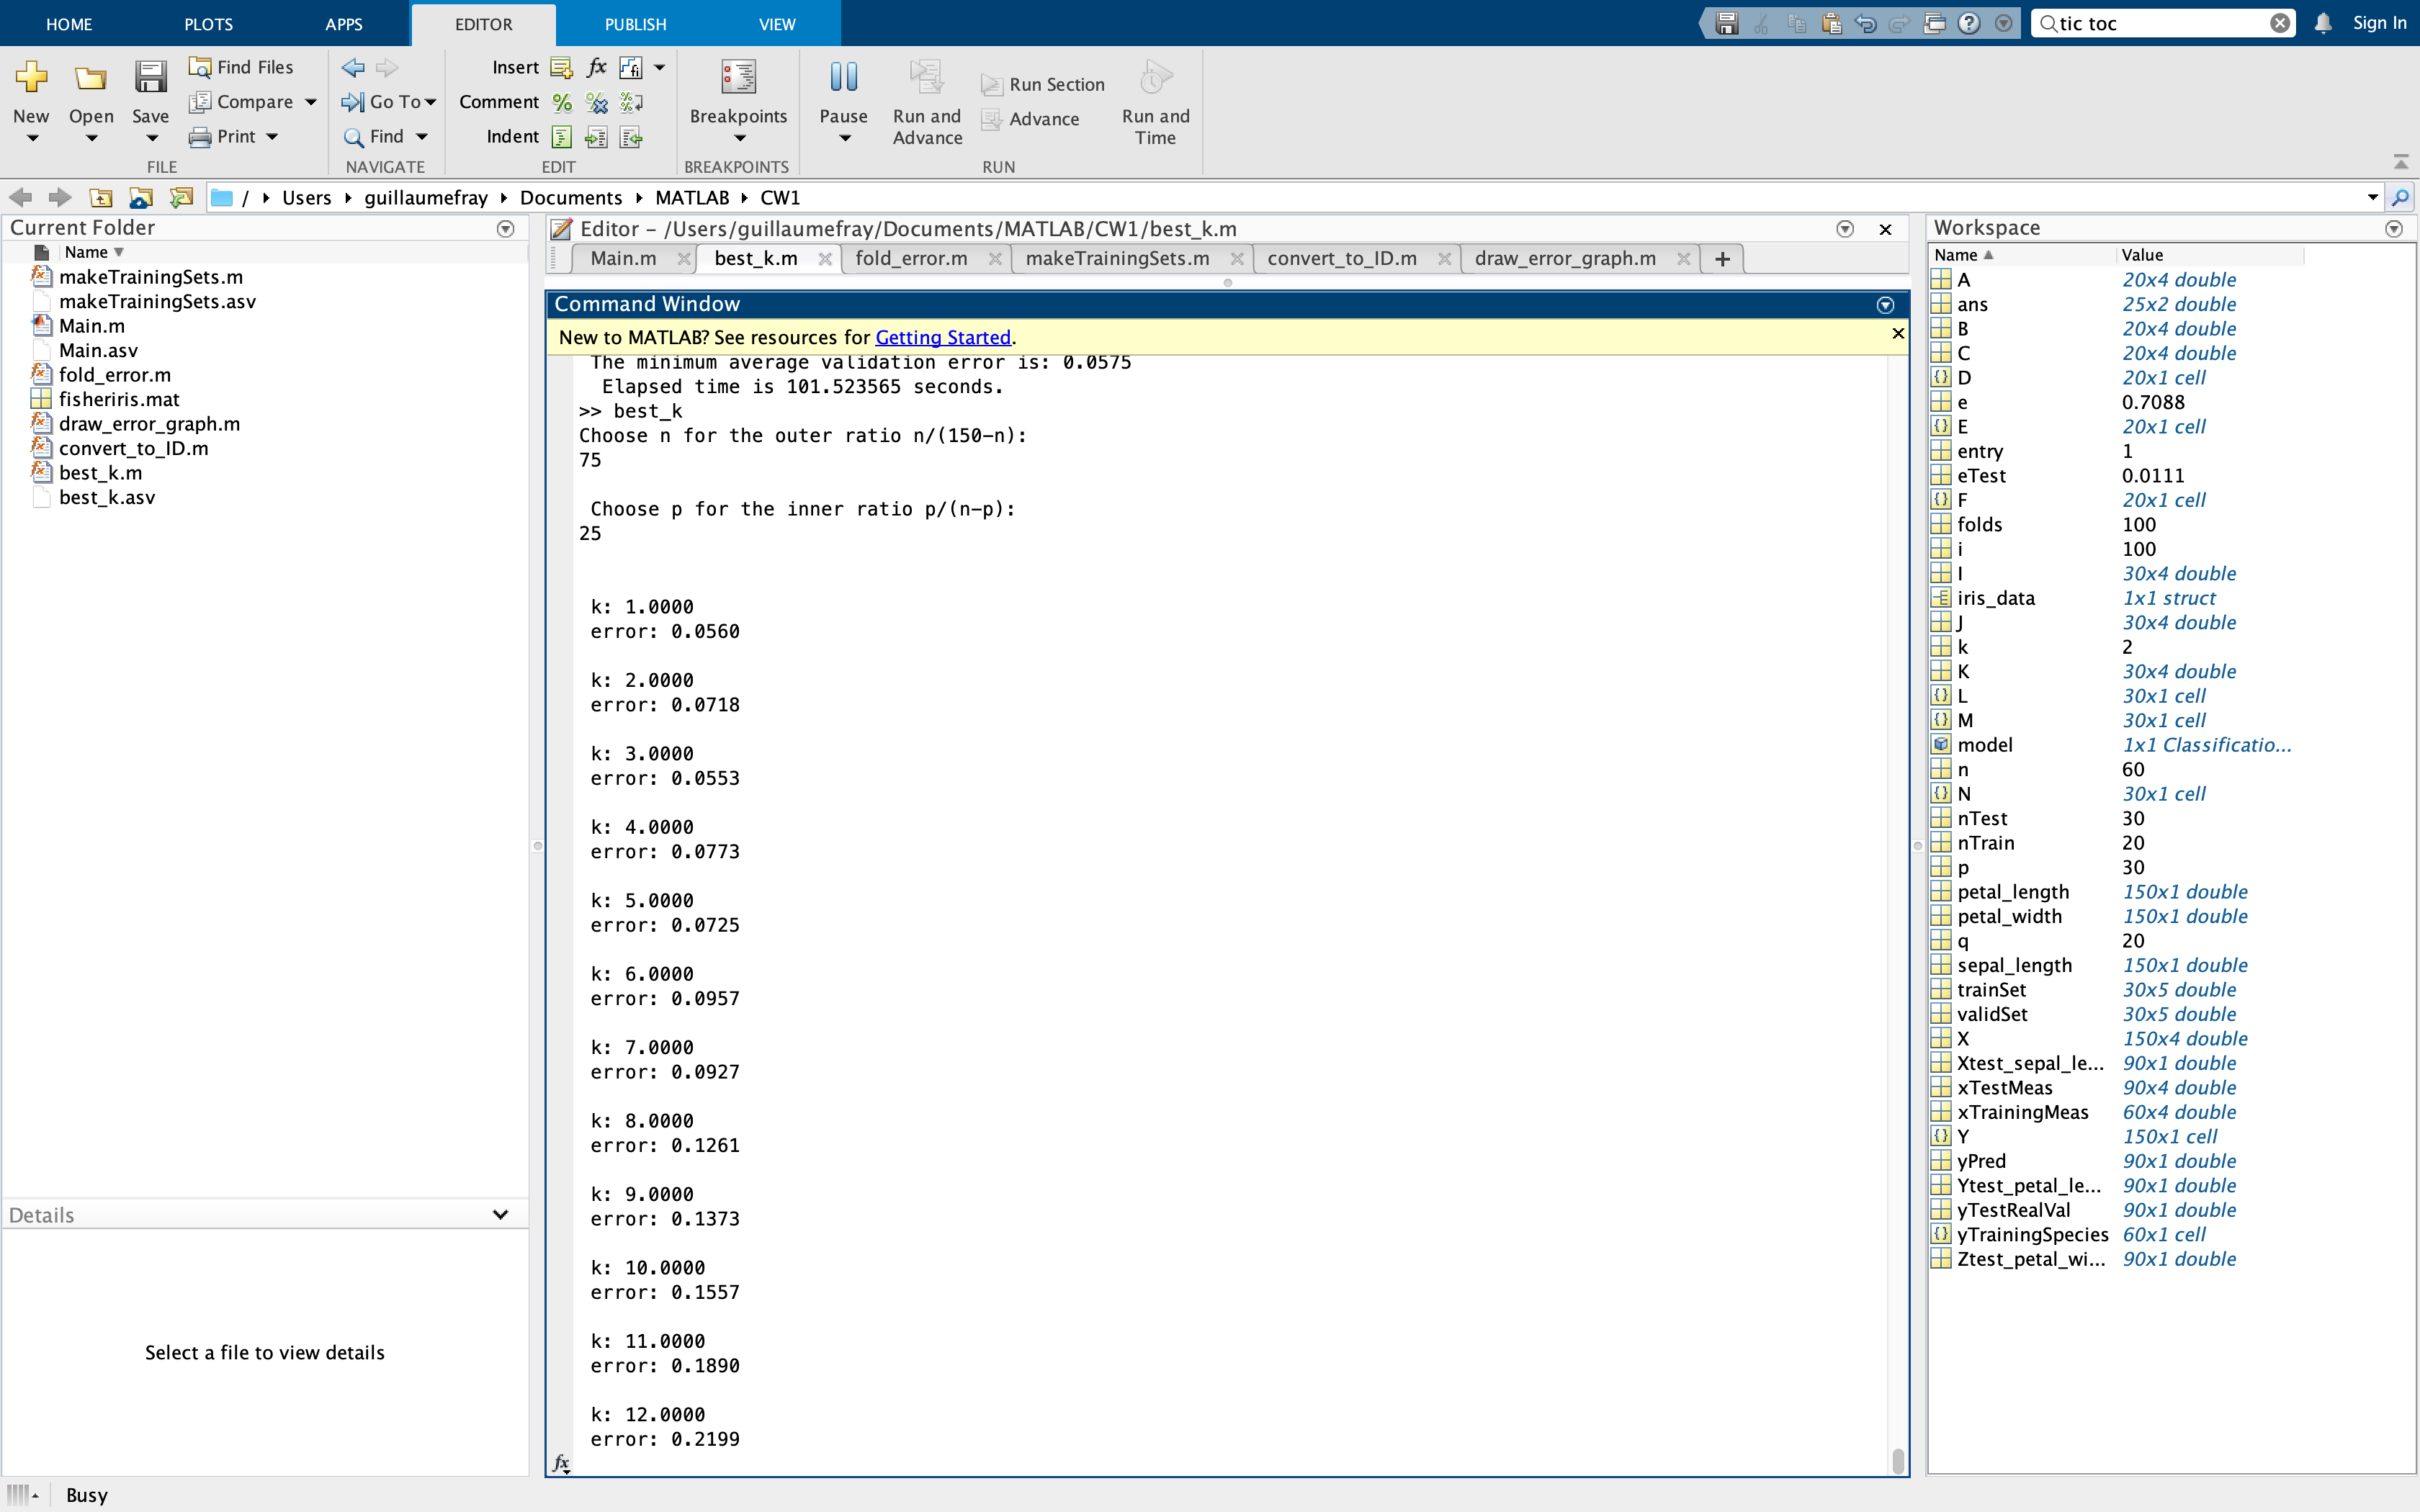 HOME PLOTS APPS EDITOR PUBLISH VIEW tic toc Sign In
New Open Save Find Files Compare Print
FILE
Go To Find
NAVIGATE
Insert fx fi
Comment
Indent
EDIT
Breakpoints
BREAKPOINTS
Pause Run and Advance Run Section Advance Run and Time
RUN
/ Users guillaumefray Documents MATLAB CW1
Current Folder
Name
makeTrainingSets.m
makeTrainingSets.asv
Main.m
Main.asv
fold_error.m
fisheriris.mat
draw_error_graph.m
convert_to_ID.m
best_k.m
best_k.asv
Details
Select a file to view details
Editor – /Users/guillaumefray/Documents/MATLAB/CW1/best_k.m
Main.m best_k.m fold_error.m makeTrainingSets.m convert_to_ID.m draw_error_graph.m +
Command Window
New to MATLAB? See resources for Getting Started.
The minimum average validation error is: 0.0575
Elapsed time is 101.523565 seconds.
>> best_k
Choose n for the outer ratio n/(150-n):
75
Choose p for the inner ratio p/(n-p):
25
k: 1.0000
error: 0.0560
k: 2.0000
error: 0.0718
k: 3.0000
error: 0.0553
k: 4.0000
error: 0.0773
k: 5.0000
error: 0.0725
k: 6.0000
error: 0.0957
k: 7.0000
error: 0.0927
k: 8.0000
error: 0.1261
k: 9.0000
error: 0.1373
k: 10.0000
error: 0.1557
k: 11.0000
error: 0.1890
k: 12.0000
error: 0.2199
fx
Workspace
Name Value
A 20x4 double
ans 25x2 double
B 20x4 double
C 20x4 double
D 20x1 cell
e 0.7088
E 20x1 cell
entry 1
eTest 0.0111
F 20x1 cell
folds 100
i 100
I 30x4 double
iris_data 1x1 struct
J 30x4 double
k 2
K 30x4 double
L 30x1 cell
M 30x1 cell
model 1x1 Classificatio...
n 60
N 30x1 cell
nTest 30
nTrain 20
p 30
petal_length 150x1 double
petal_width 150x1 double
q 20
sepal_length 150x1 double
trainSet 30x5 double
validSet 30x5 double
X 150x4 double
Xtest_sepal_le... 90x1 double
xTestMeas 90x4 double
xTrainingMeas 60x4 double
Y 150x1 cell
yPred 90x1 double
Ytest_petal_le... 90x1 double
yTestRealVal 90x1 double
yTrainingSpecies 60x1 cell
Ztest_petal_wi... 90x1 double
Busy